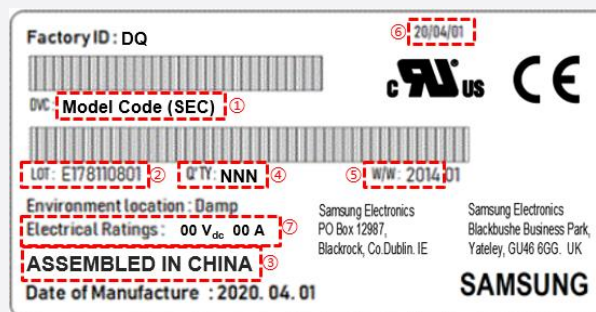 Factory ID : DQ
⑥ 20/04/01
c RU US CE
DVC: Model Code (SEC) ①
LOT: E178110801 ② Q'TY: NNN ④ ⑤ W/W: 2014 01
Environment location : Damp
Electrical Ratings : 00 Vdc 00 A ⑦
ASSEMBLED IN CHINA ③
Date of Manufacture : 2020. 04. 01
Samsung Electronics
PO Box 12987,
Blackrock, Co.Dublin. IE
Samsung Electronics
Blackbushe Business Park,
Yateley, GU46 6GG. UK
SAMSUNG